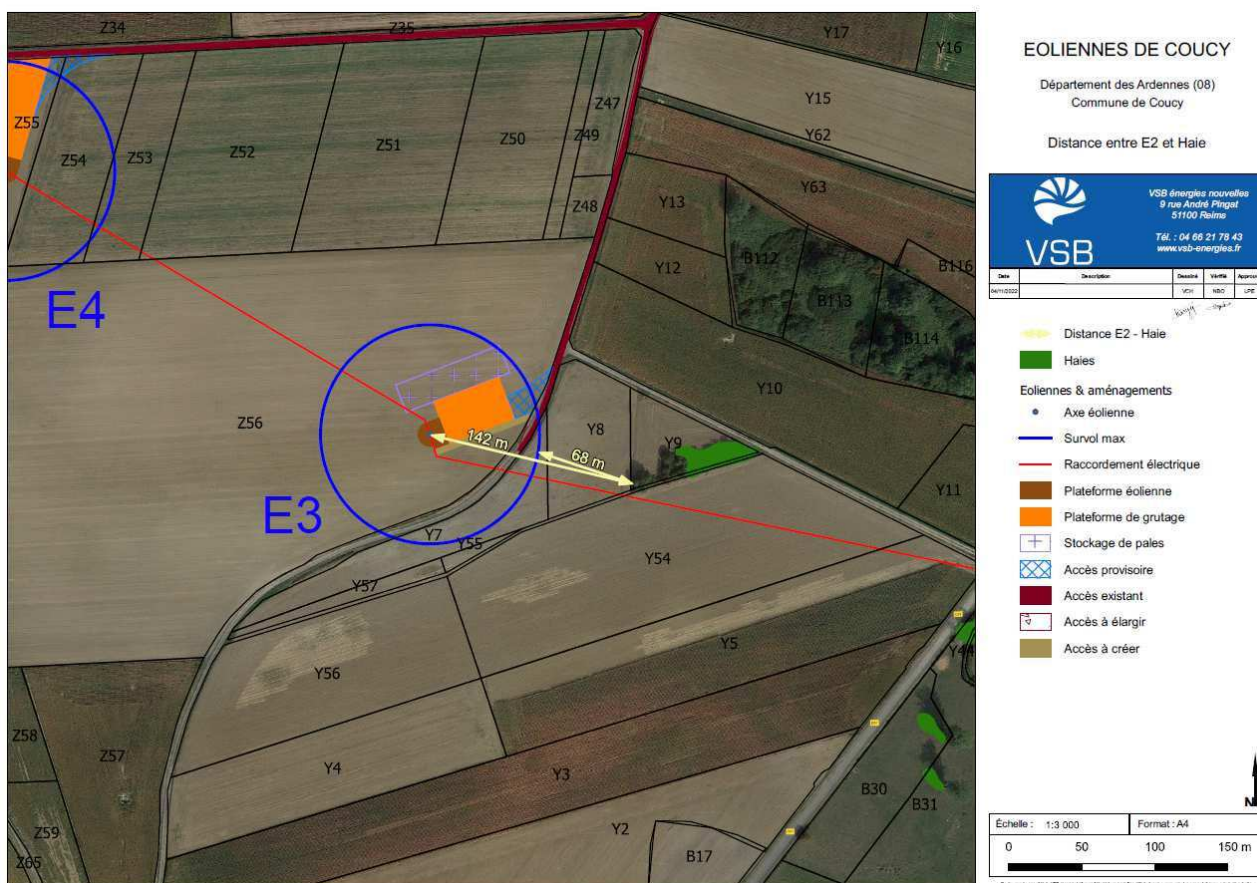 Z34
Z35
Y17
Y16
Z55
Z54
Z53
Z52
Z51
Z50
Z49
Z47
Z48
Y15
Y62
Y63
Y13
Y12
B112
B113
B114
B116
E4
Z56
E3
142 m
68 m
Y8
Y9
Y10
Y11
Y7
Y55
Y57
Y54
Y56
Y5
Y44
Z58
Z57
Y4
Y3
Z59
Z65
Y2
B17
B30
B31
EOLIENNES DE COUCY
Département des Ardennes (08)
Commune de Coucy
Distance entre E2 et Haie
VSB énergies nouvelles
9 rue André Pingat
51100 Reims
Tél. : 04 66 21 78 43
www.vsb-energies.fr
VSB
Date Description Dessiné Vérifié Approuv
04/11/2022 VCH NBO LPE
Distance E2 - Haie
Haies
Eoliennes & aménagements
Axe éolienne
Survol max
Raccordement électrique
Plateforme éolienne
Plateforme de grutage
Stockage de pales
Accès provisoire
Accès existant
Accès à élargir
Accès à créer
N
Échelle : 1:3 000 Format : A4
0 50 100 150 m